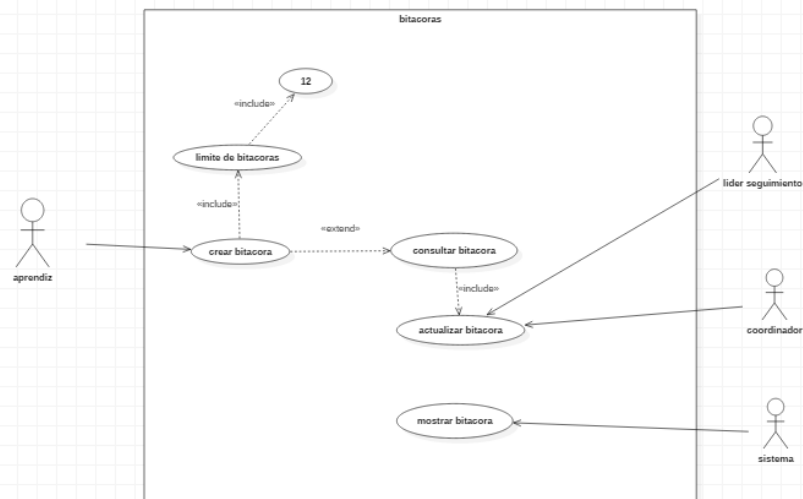 bitacoras
12
«include»
limite de bitacoras
«include»
«extend»
crear bitacora
consultar bitacora
«include»
actualizar bitacora
mostrar bitacora
aprendiz
lider seguimiento
coordinador
sistema